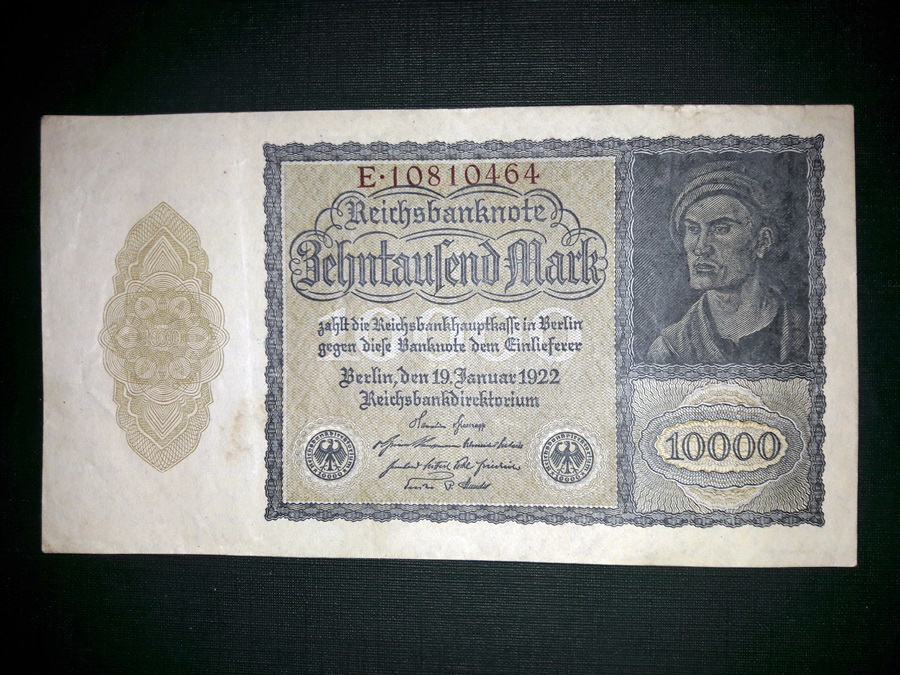 E·10810464
Reichsbanknote
Zehntausend Mark
zahlt die Reichsbankhauptkasse in Berlin
gegen diese Banknote dem Einlieferer
Berlin, den 19. Januar 1922
Reichsbankdirektorium
10000